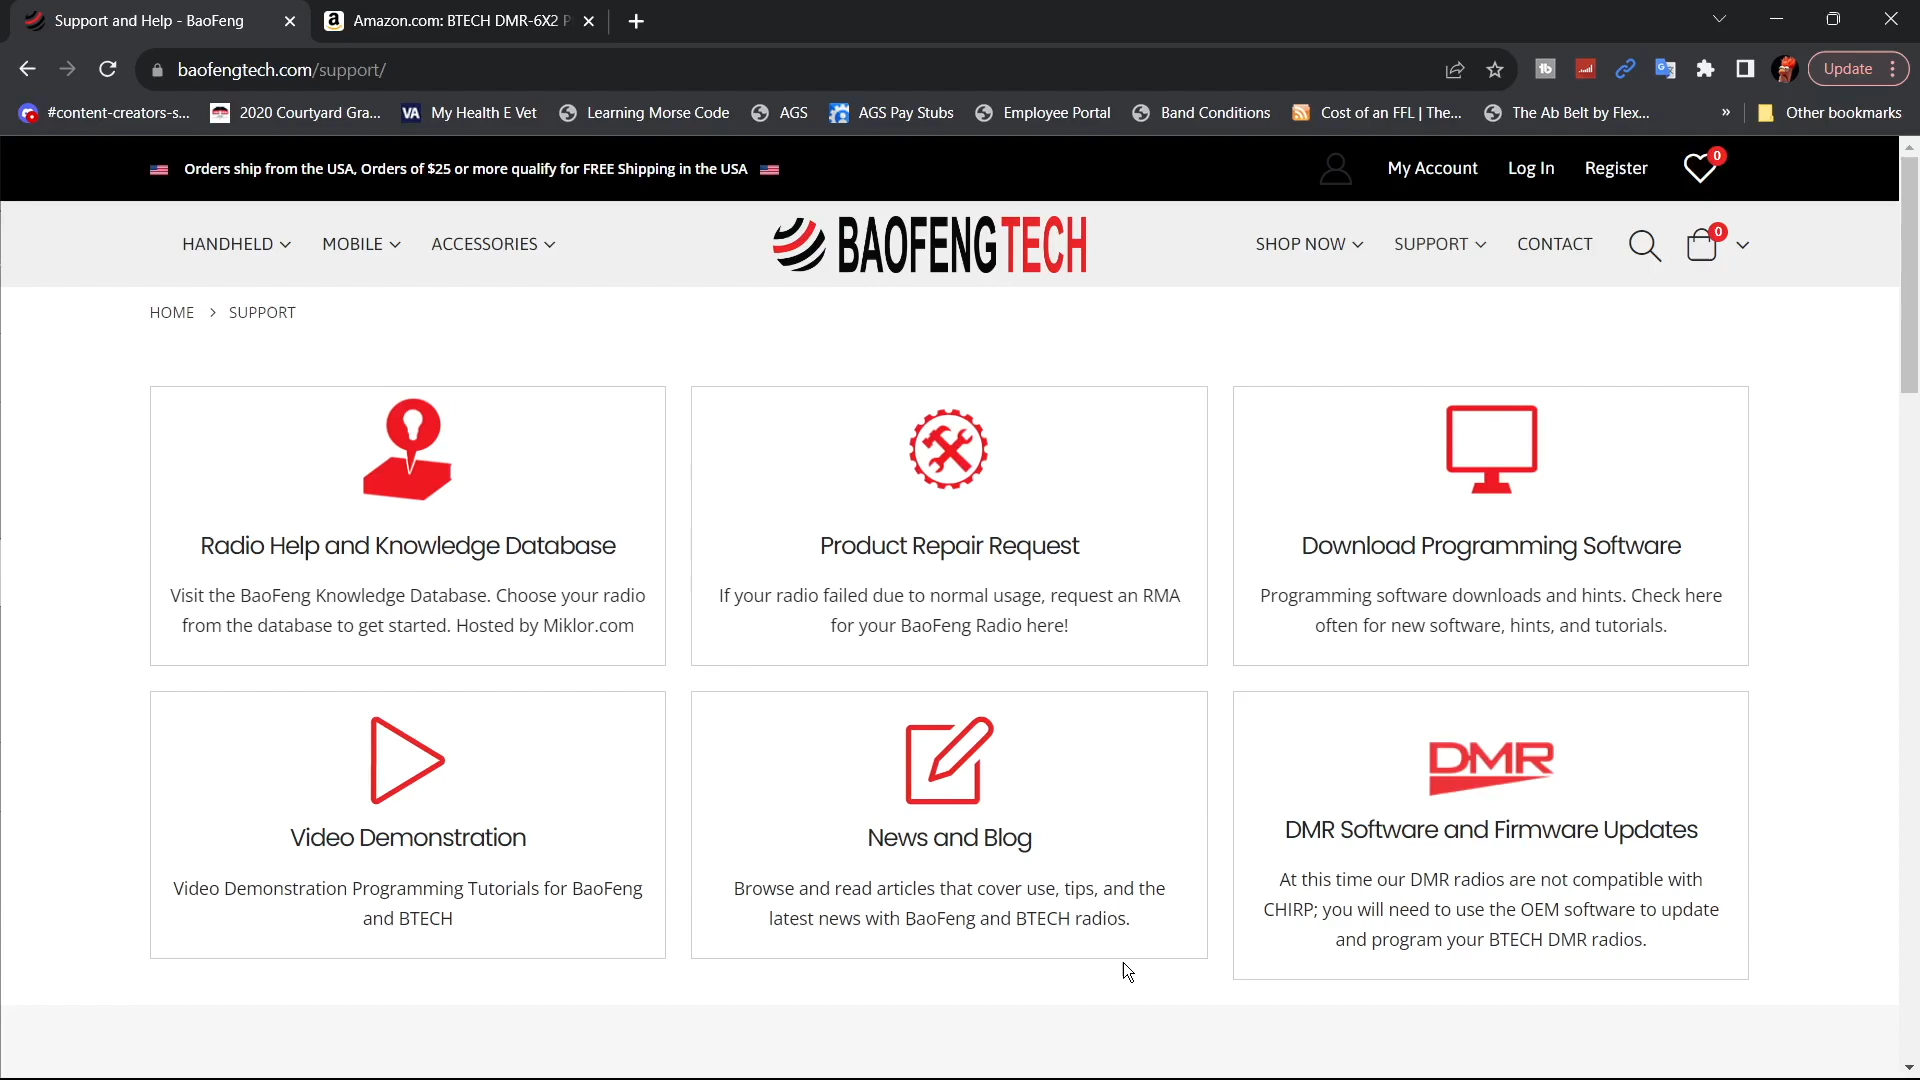 Support and Help - BaoFeng
Amazon.com: BTECH DMR-6X2 P
baofengtech.com/support/
Update
#content-creators-s...
2020 Courtyard Gra...
VA My Health E Vet
Learning Morse Code
AGS
AGS Pay Stubs
Employee Portal
Band Conditions
Cost of an FFL | The...
The Ab Belt by Flex...
»
Other bookmarks
Orders ship from the USA, Orders of $25 or more qualify for FREE Shipping in the USA
My Account
Log In
Register
0
HANDHELD
MOBILE
ACCESSORIES
BAOFENGTECH
SHOP NOW
SUPPORT
CONTACT
0
HOME > SUPPORT
Radio Help and Knowledge Database
Visit the BaoFeng Knowledge Database. Choose your radio
from the database to get started. Hosted by Miklor.com
Product Repair Request
If your radio failed due to normal usage, request an RMA
for your BaoFeng Radio here!
Download Programming Software
Programming software downloads and hints. Check here
often for new software, hints, and tutorials.
Video Demonstration
Video Demonstration Programming Tutorials for BaoFeng
and BTECH
News and Blog
Browse and read articles that cover use, tips, and the
latest news with BaoFeng and BTECH radios.
DMR
DMR Software and Firmware Updates
At this time our DMR radios are not compatible with
CHIRP; you will need to use the OEM software to update
and program your BTECH DMR radios.